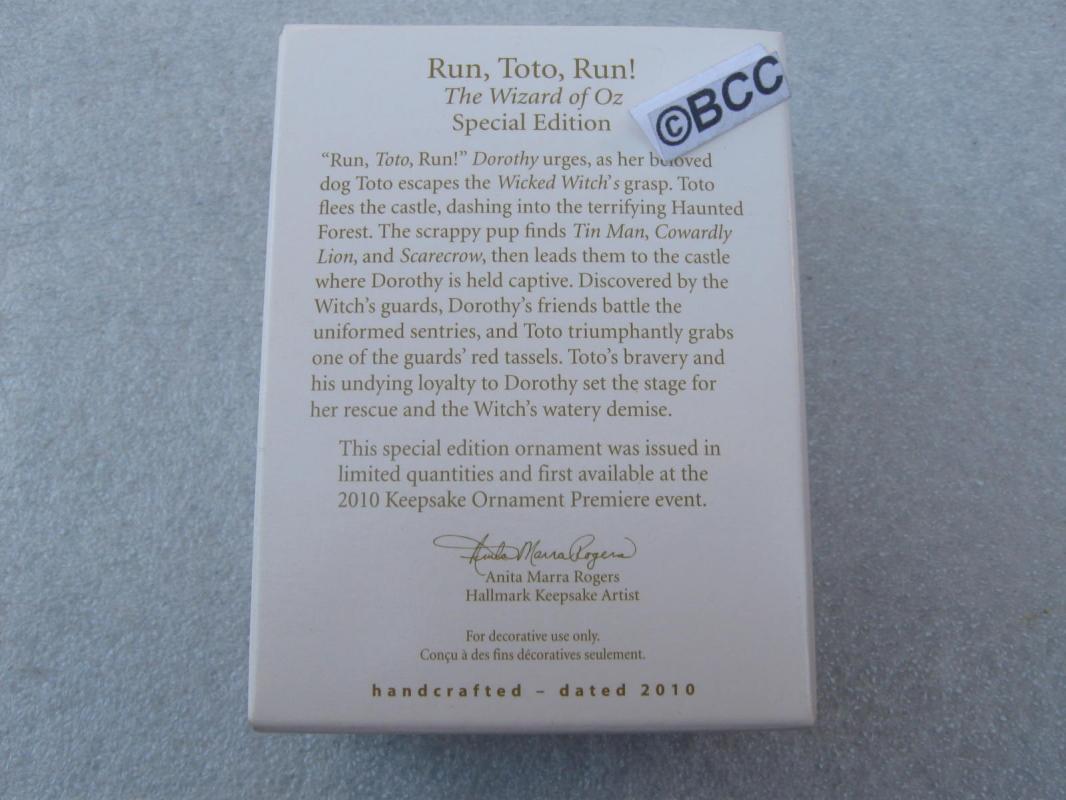 Run, Toto, Run!
The Wizard of Oz
Special Edition
©BCC
“Run, Toto, Run!” Dorothy urges, as her beloved
dog Toto escapes the Wicked Witch’s grasp. Toto
flees the castle, dashing into the terrifying Haunted
Forest. The scrappy pup finds Tin Man, Cowardly
Lion, and Scarecrow, then leads them to the castle
where Dorothy is held captive. Discovered by the
Witch’s guards, Dorothy’s friends battle the
uniformed sentries, and Toto triumphantly grabs
one of the guards’ red tassels. Toto’s bravery and
his undying loyalty to Dorothy set the stage for
her rescue and the Witch’s watery demise.
This special edition ornament was issued in
limited quantities and first available at the
2010 Keepsake Ornament Premiere event.
Anita Marra Rogers
Anita Marra Rogers
Hallmark Keepsake Artist
For decorative use only.
Conçu à des fins décoratives seulement.
handcrafted – dated 2010